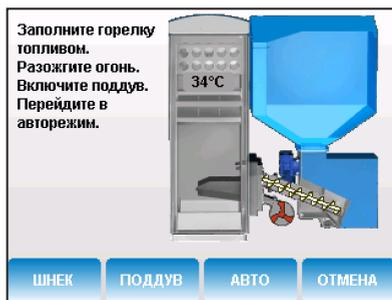 Заполните горелку
топливом.
Разожгите огонь.
Включите поддув.
Перейдите в
авторежим.
34°C
ШНЕК ПОДДУВ АВТО ОТМЕНА